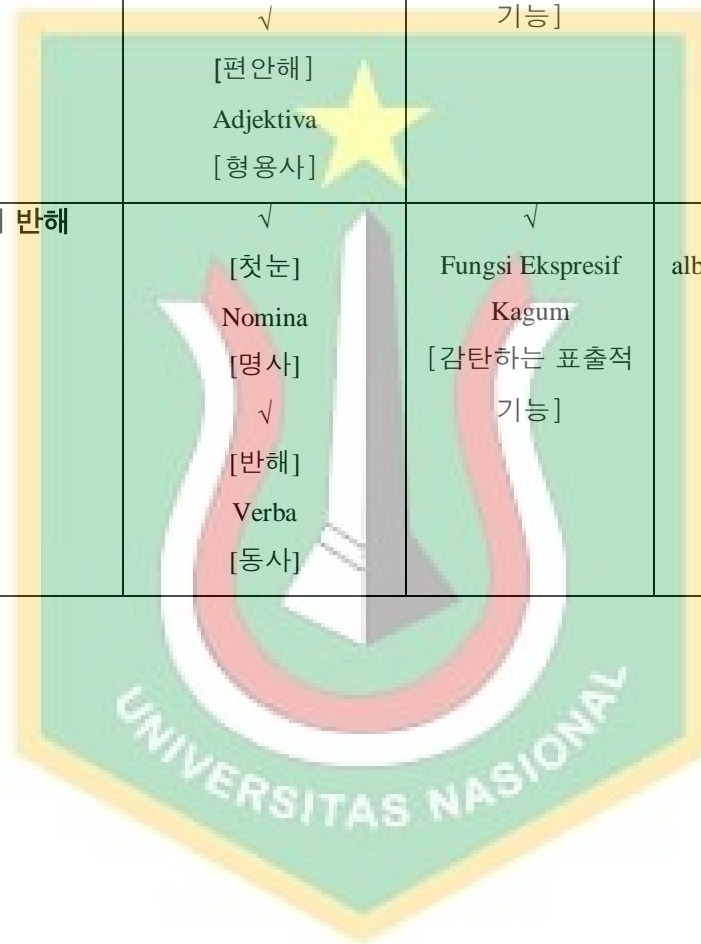 √
[편안해]
Adjektiva
[형용사]
기능]
반해
√
[첫눈]
Nomina
[명사]
√
[반해]
Verba
[동사]
√
Fungsi Ekspresif
Kagum
[감탄하는 표출적
기능]
alb
UNIVERSITAS NASIONAL